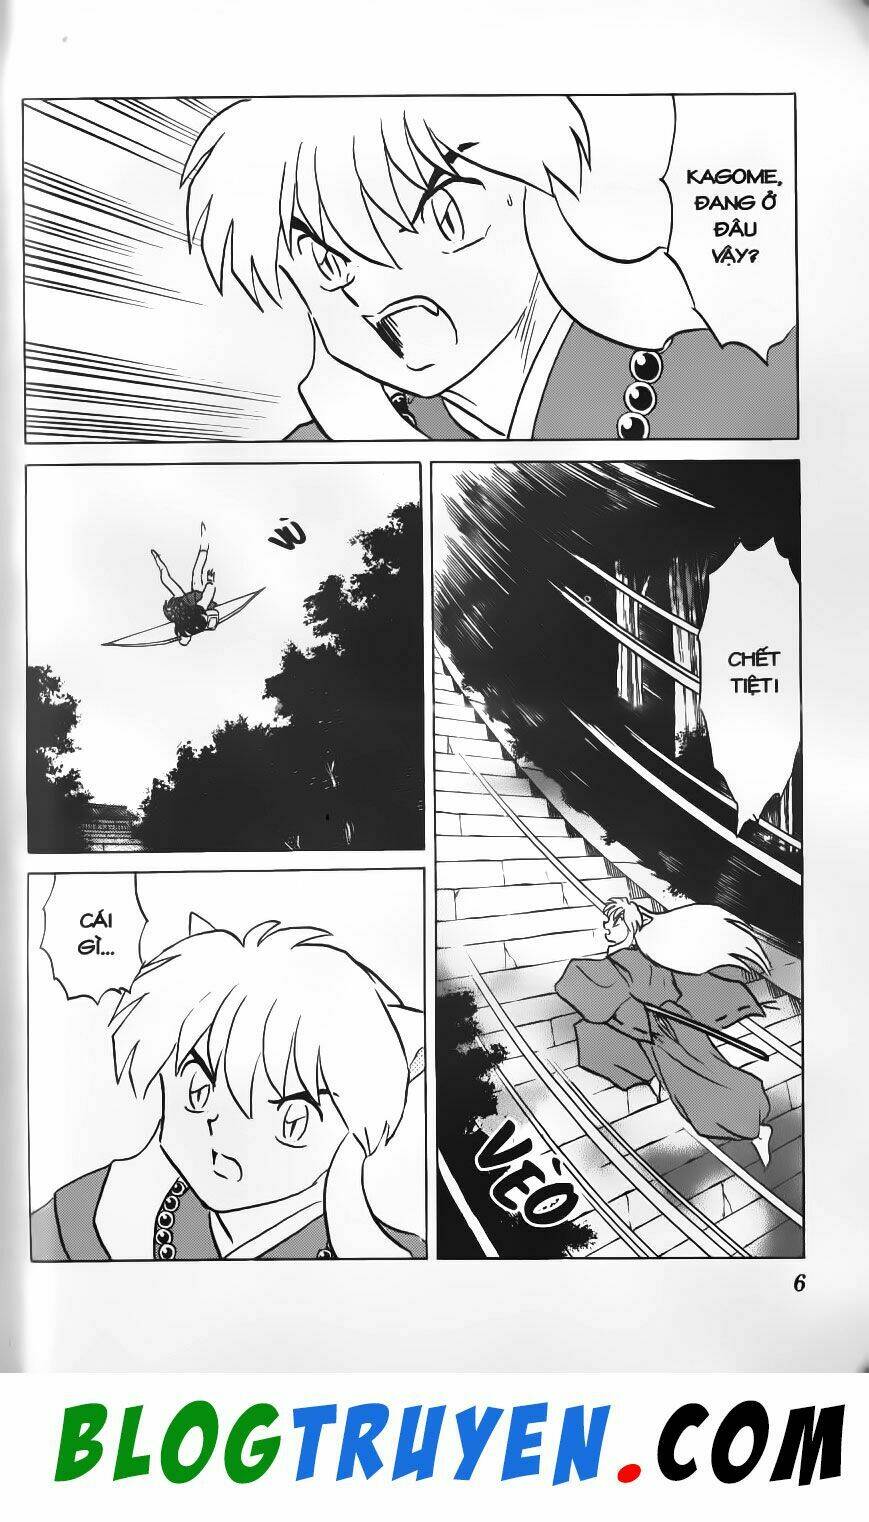 KAGOME,
ĐANG Ở
ĐÂU
VẬY?
CHẾT
TIỆT!
VÈO
VÙ
CÁI
GÌ...
6
BLOGTRUYEN.COM